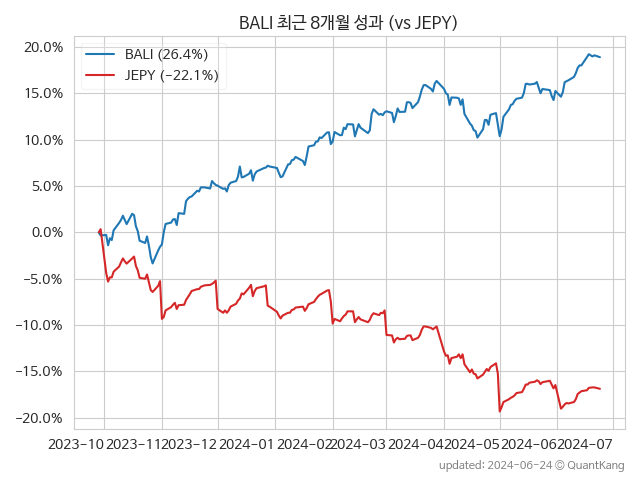 BALI 최근 8개월 성과 (vs JEPY)
BALI (26.4%)
JEPY (−22.1%)
20.0%
15.0%
10.0%
5.0%
0.0%
−5.0%
−10.0%
−15.0%
−20.0%
2023-10 2023-11 2023-12 2024-01 2024-02 2024-03 2024-04 2024-05 2024-06 2024-07
updated: 2024-06-24 © QuantKang